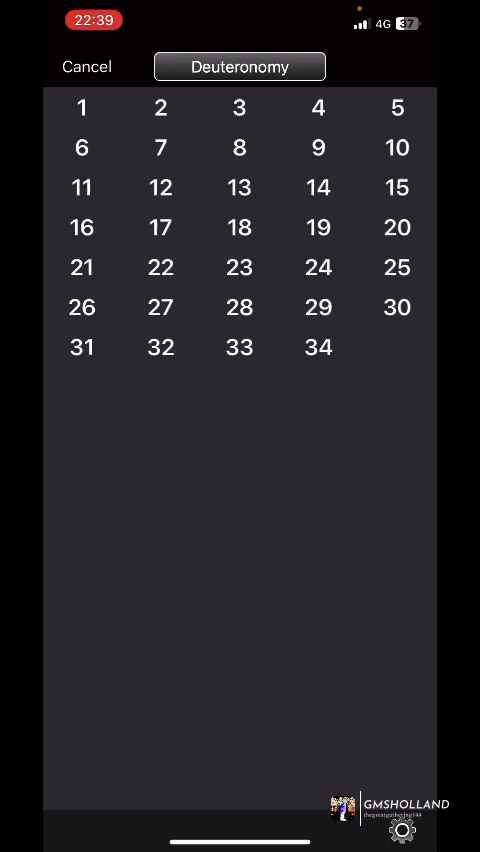 22:39
4G 37
Cancel
Deuteronomy
1 2 3 4 5
6 7 8 9 10
11 12 13 14 15
16 17 18 19 20
21 22 23 24 25
26 27 28 29 30
31 32 33 34
GMSHOLLAND
thegreatgathering144